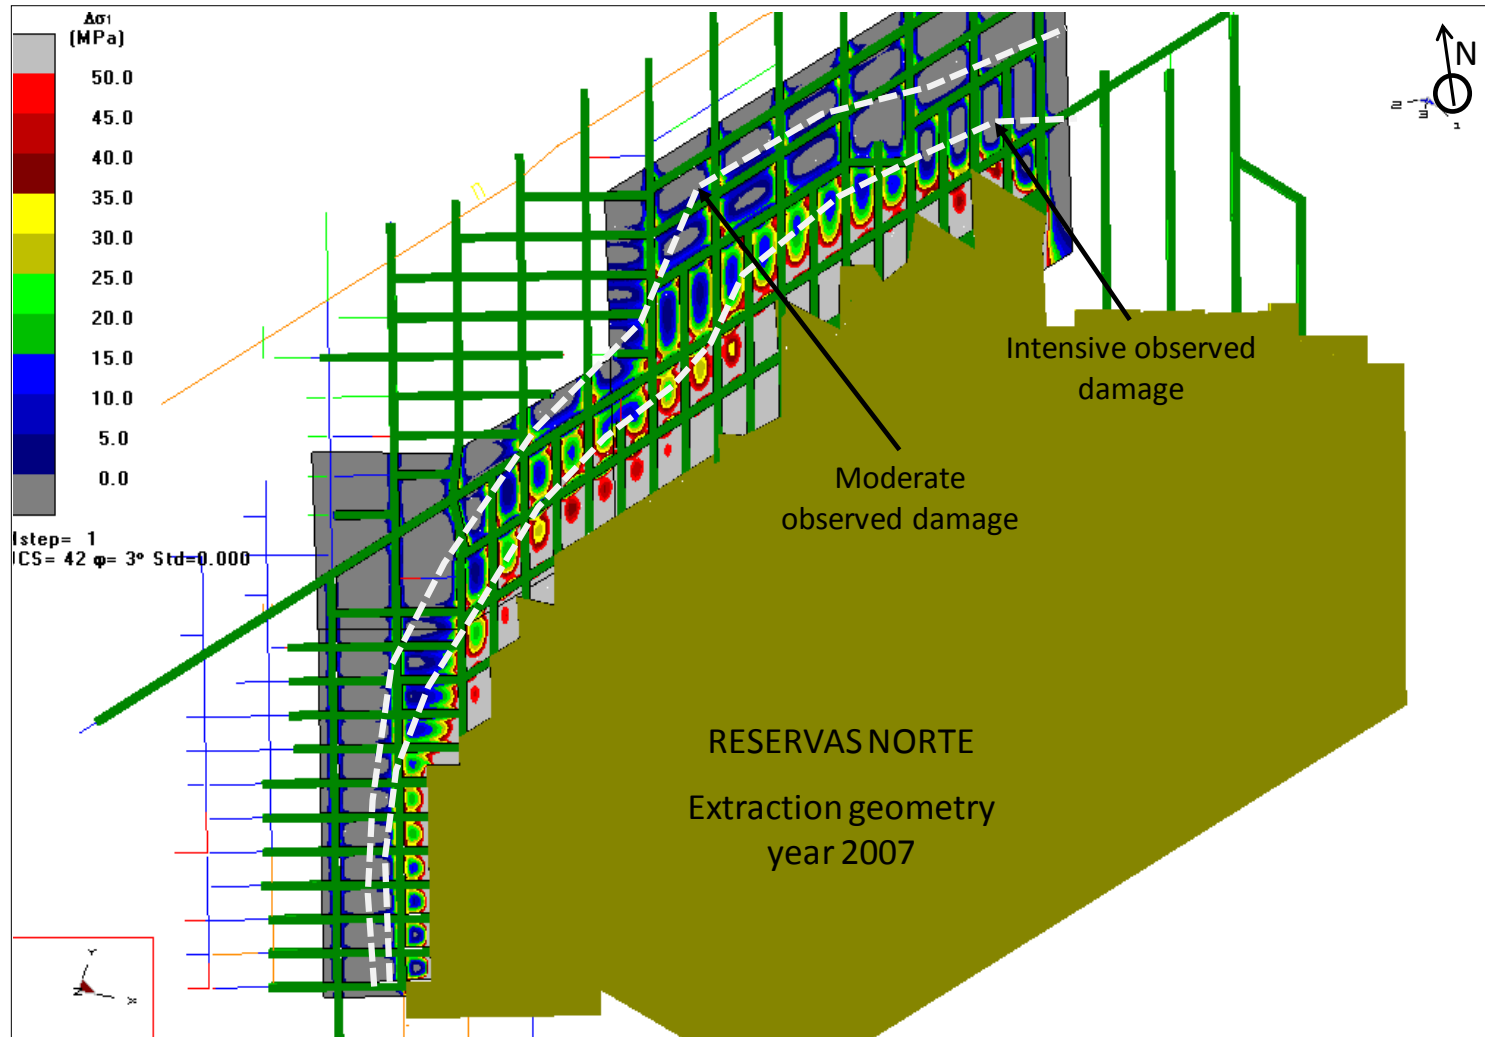 Δσ1
(MPa)
50.0
45.0
40.0
35.0
30.0
25.0
20.0
15.0
10.0
5.0
0.0
Istep= 1
JCS= 42 φ= 3° Std=0.000
N
Intensive observed
damage
Moderate
observed damage
RESERVAS NORTE
Extraction geometry
year 2007
Y
Z
X